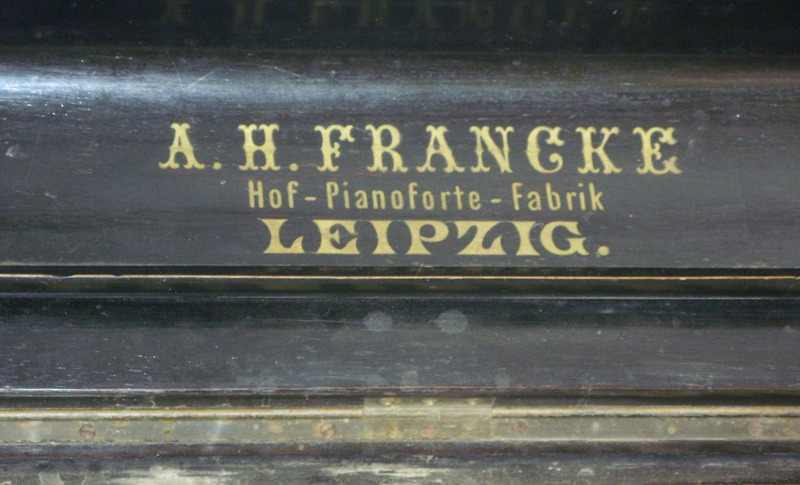 A. H. FRANCKE
Hof-Pianoforte-Fabrik
LEIPZIG.